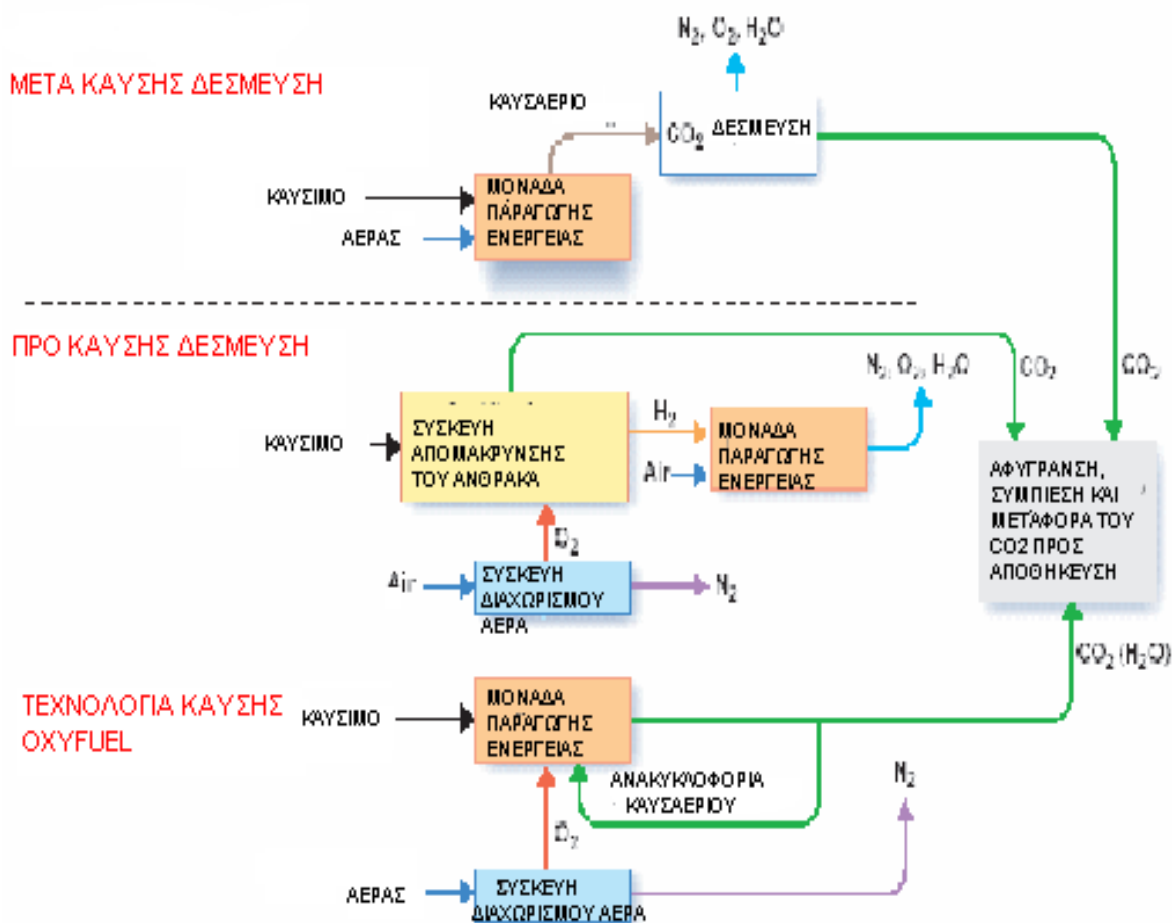 N₂, O₂, H₂O
ΜΕΤΑ ΚΑΥΣΗΣ ΔΕΣΜΕΥΣΗ
ΚΑΥΣΑΕΡΙΟ
CO₂ ΔΕΣΜΕΥΣΗ
ΚΑΥΣΙΜΟ
ΑΕΡΑΣ
ΜΟΝΑΔΑ
ΠΑΡΑΓΩΓΗΣ
ΕΝΕΡΓΕΙΑΣ
CO₂
ΠΡΟ ΚΑΥΣΗΣ ΔΕΣΜΕΥΣΗ
CO₂
N₂, O₂, H₂O
ΚΑΥΣΙΜΟ
ΣΥΣΚΕΥΗ
ΑΠΟΜΑΚΡΥΝΣΗΣ
ΤΟΥ ΑΝΘΡΑΚΑ
H₂
Air
ΜΟΝΑΔΑ
ΠΑΡΑΓΩΓΗΣ
ΕΝΕΡΓΕΙΑΣ
O₂
Air
ΣΥΣΚΕΥΗ
ΔΙΑΧΩΡΙΣΜΟΥ
ΑΕΡΑ
N₂
ΑΦΥΓΡΑΝΣΗ,
ΣΥΜΠΙΕΣΗ ΚΑΙ
ΜΕΤΑΦΟΡΑ ΤΟΥ
CO2 ΠΡΟΣ
ΑΠΟΘΗΚΕΥΣΗ
CO₂ (H₂O)
ΤΕΧΝΟΛΟΓΙΑ ΚΑΥΣΗΣ
OXYFUEL
ΚΑΥΣΙΜΟ
ΜΟΝΑΔΑ
ΠΑΡΑΓΩΓΗΣ
ΕΝΕΡΓΕΙΑΣ
ΑΝΑΚΥΚΛΟΦΟΡΙΑ
ΚΑΥΣΑΕΡΙΟΥ
O₂
N₂
ΑΕΡΑΣ
ΣΥΣΚΕΥΗ
ΔΙΑΧΩΡΙΣΜΟΥ ΑΕΡΑ